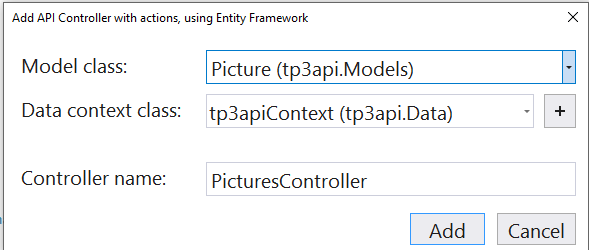 Add API Controller with actions, using Entity Framework
Model class: Picture (tp3api.Models)
Data context class: tp3apiContext (tp3api.Data) +
Controller name: PicturesController
Add Cancel